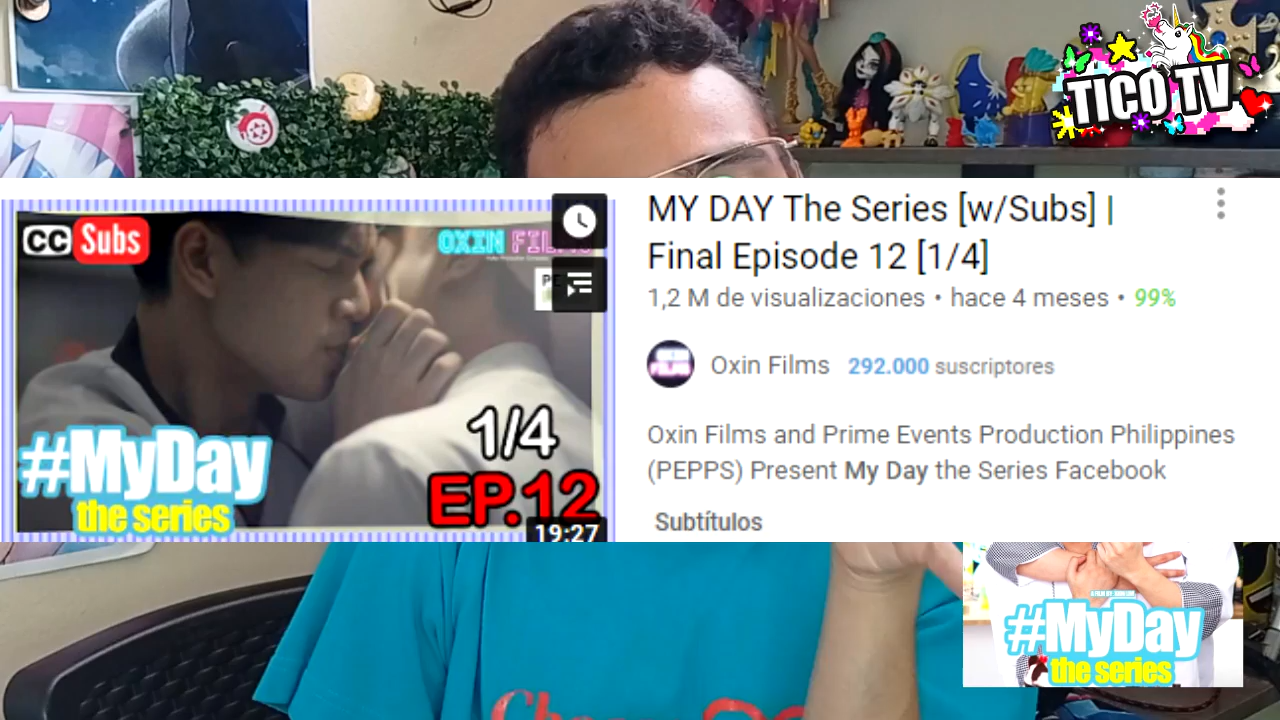 TICO TV
MY DAY The Series [w/Subs] |
Final Episode 12 [1/4]
1,2 M de visualizaciones • hace 4 meses • 99%
Oxin Films 292.000 suscriptores
Oxin Films and Prime Events Production Philippines
(PEPPS) Present My Day the Series Facebook
Subtítulos
CC Subs
OXIN FILMS
1/4
#MyDay
the series
EP.12
19:27
#MyDay
the series